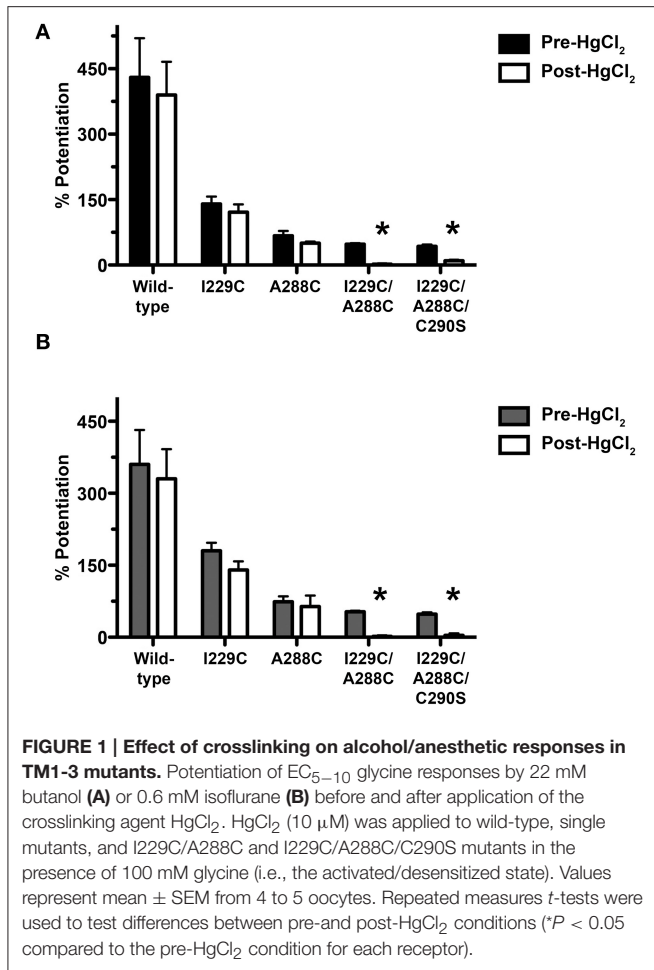 A
% Potentiation
450
300
150
0
Wild-
type
I229C
A288C
I229C/
A288C
I229C/
A288C/
C290S
*
*
Pre-HgCl₂
Post-HgCl₂
B
% Potentiation
450
300
150
0
Wild-
type
I229C
A288C
I229C/
A288C
I229C/
A288C/
C290S
*
*
Pre-HgCl₂
Post-HgCl₂
FIGURE 1 | Effect of crosslinking on alcohol/anesthetic responses in
TM1-3 mutants. Potentiation of EC₅₋₁₀ glycine responses by 22 mM
butanol (A) or 0.6 mM isoflurane (B) before and after application of the
crosslinking agent HgCl₂. HgCl₂ (10 μM) was applied to wild-type, single
mutants, and I229C/A288C and I229C/A288C/C290S mutants in the
presence of 100 mM glycine (i.e., the activated/desensitized state). Values
represent mean ± SEM from 4 to 5 oocytes. Repeated measures t-tests were
used to test differences between pre-and post-HgCl₂ conditions (*P < 0.05
compared to the pre-HgCl₂ condition for each receptor).